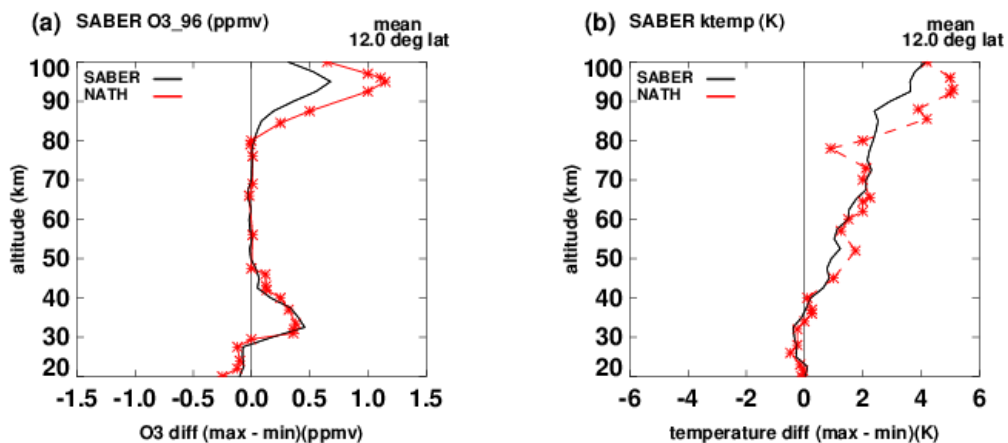 (a) SABER O3_96 (ppmv)
mean
12.0 deg lat
SABER
NATH
100
90
80
70
60
50
40
30
20
altitude (km)
-1.5 -1.0 -0.5 0.0 0.5 1.0 1.5
O3 diff (max - min)(ppmv)
(b) SABER ktemp (K)
mean
12.0 deg lat
SABER
NATH
100
90
80
70
60
50
40
30
20
altitude (km)
-6 -4 -2 0 2 4 6
temperature diff (max - min)(K)